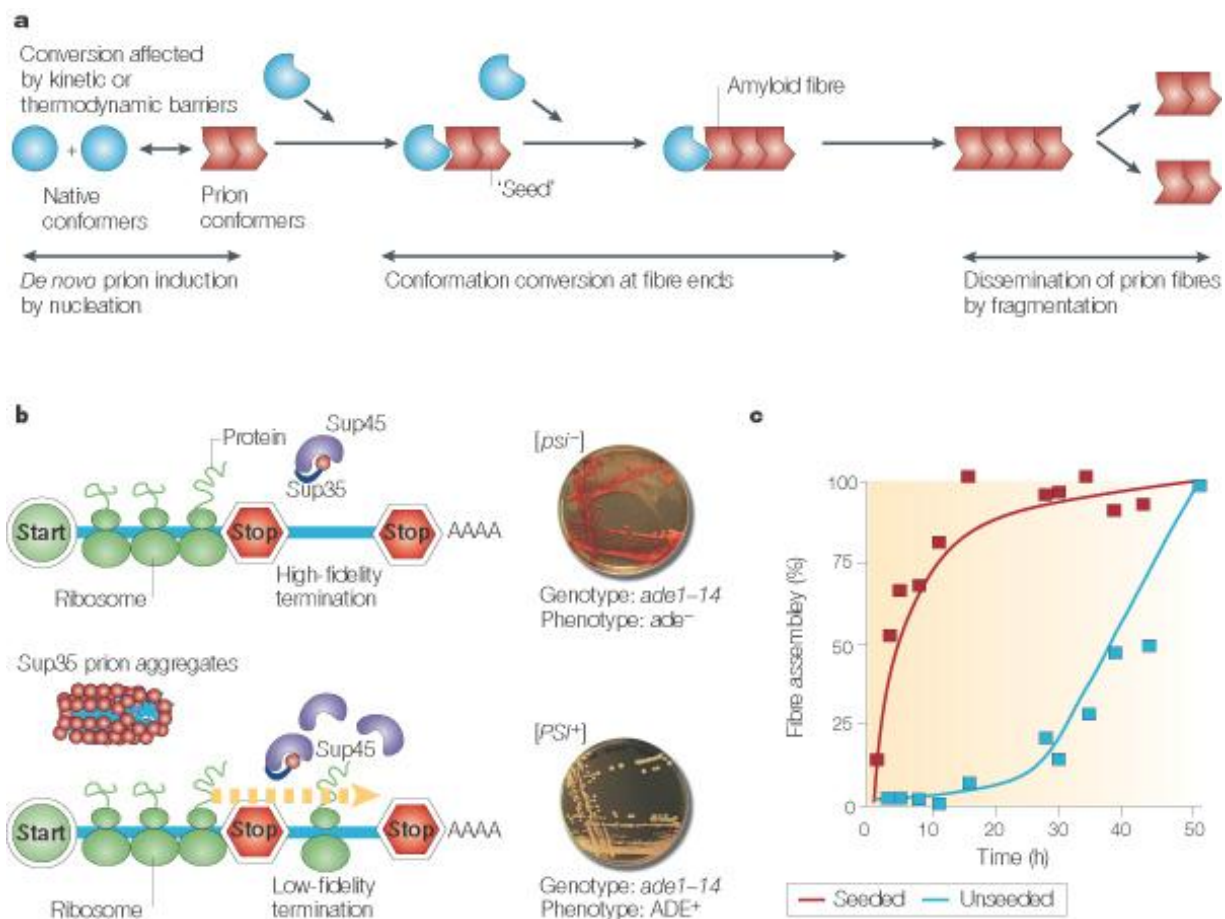 a
Conversion affected
by kinetic or
thermodynamic barriers
+
Native
conformers
Prion
conformers
'Seed'
Amyloid fibre
De novo prion induction
by nucleation
Conformation conversion at fibre ends
Dissemination of prion fibres
by fragmentation
b
Protein
Sup45
Sup35
Start
Stop
Stop
AAAA
Ribosome
High-fidelity
termination
[psi–]
Genotype: ade1–14
Phenotype: ade–
Sup35 prion aggregates
Sup45
Start
Stop
Stop
AAAA
Ribosome
Low-fidelity
termination
[PSI+]
Genotype: ade1–14
Phenotype: ADE+
c
Fibre assembley (%)
100
75
50
25
0
0 10 20 30 40 50
Time (h)
Seeded Unseeded